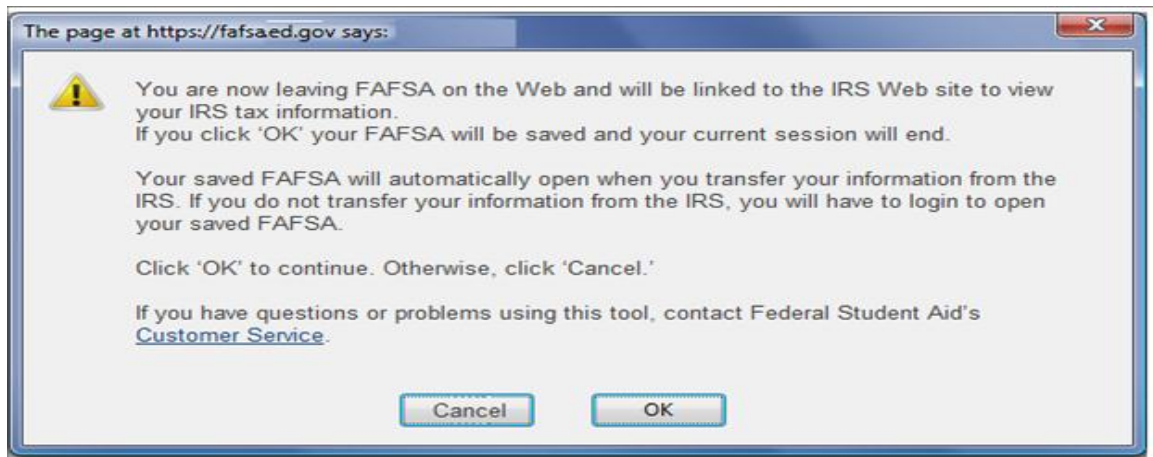 The page at https://fafsa.ed.gov says:
You are now leaving FAFSA on the Web and will be linked to the IRS Web site to view
your IRS tax information.
If you click ‘OK’ your FAFSA will be saved and your current session will end.
Your saved FAFSA will automatically open when you transfer your information from the
IRS. If you do not transfer your information from the IRS, you will have to login to open
your saved FAFSA.
Click ‘OK’ to continue. Otherwise, click ‘Cancel.’
If you have questions or problems using this tool, contact Federal Student Aid’s
Customer Service.
Cancel OK